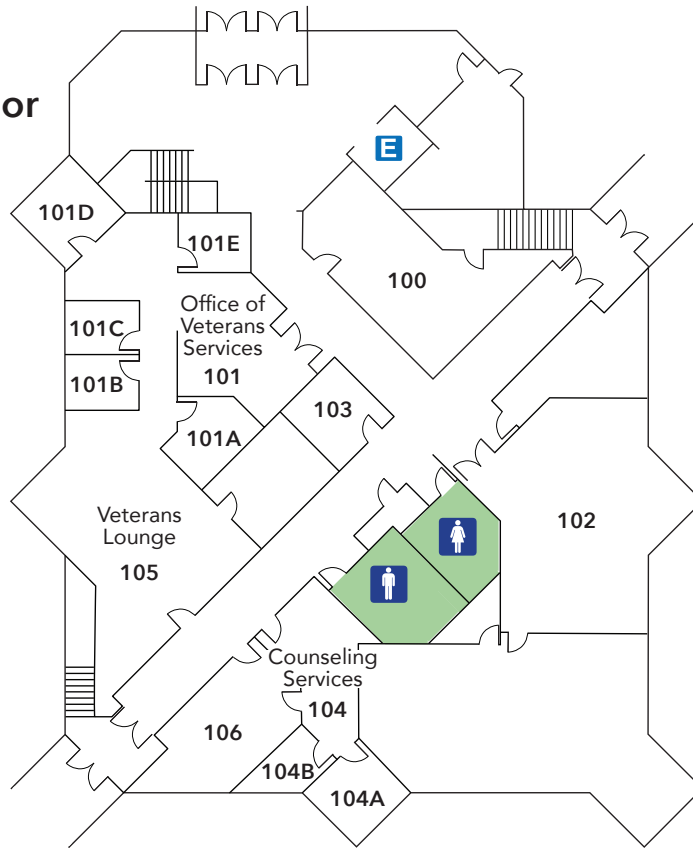 or
E
101D
101E
100
Office of
Veterans
Services
101
101C
101B
103
101A
102
Veterans
Lounge
105
Counseling
Services
104
106
104B
104A